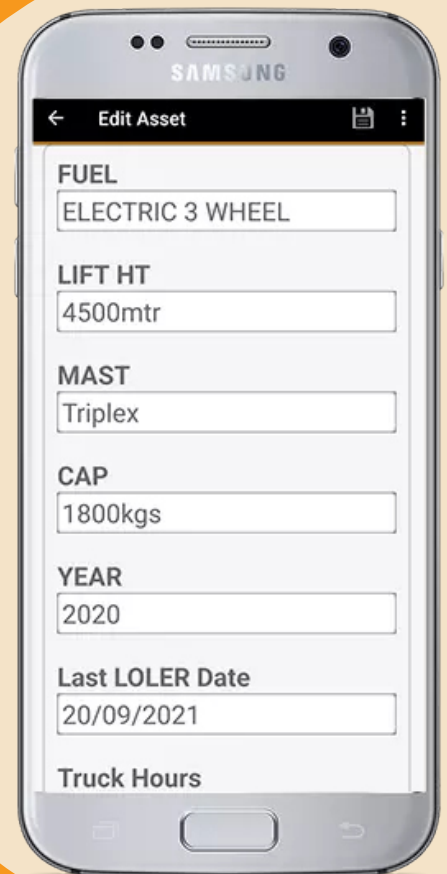 SAMSUNG
Edit Asset
FUEL
ELECTRIC 3 WHEEL
LIFT HT
4500mtr
MAST
Triplex
CAP
1800kgs
YEAR
2020
Last LOLER Date
20/09/2021
Truck Hours